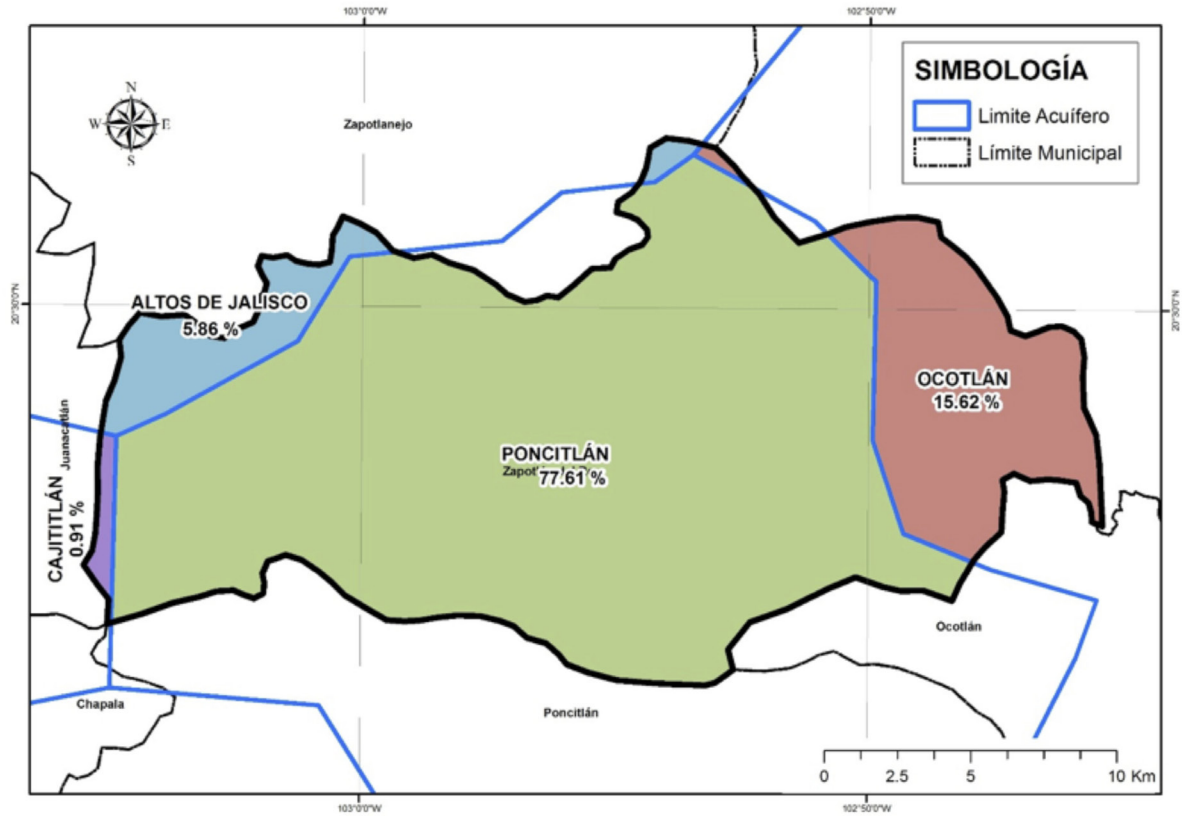 103°0'0"W
102°50'0"W
SIMBOLOGÍA
Limite Acuífero
Límite Municipal
N
W
E
S
Zapotlanejo
20°30'0"N
20°30'0"N
ALTOS DE JALISCO
5.86 %
OCOTLÁN
15.62 %
Juanacatlán
PONCITLÁN
77.61 %
CAJITITLÁN
0.91 %
Ocotlán
Chapala
Poncitlán
0
2.5
5
10 Km
103°0'0"W
102°50'0"W